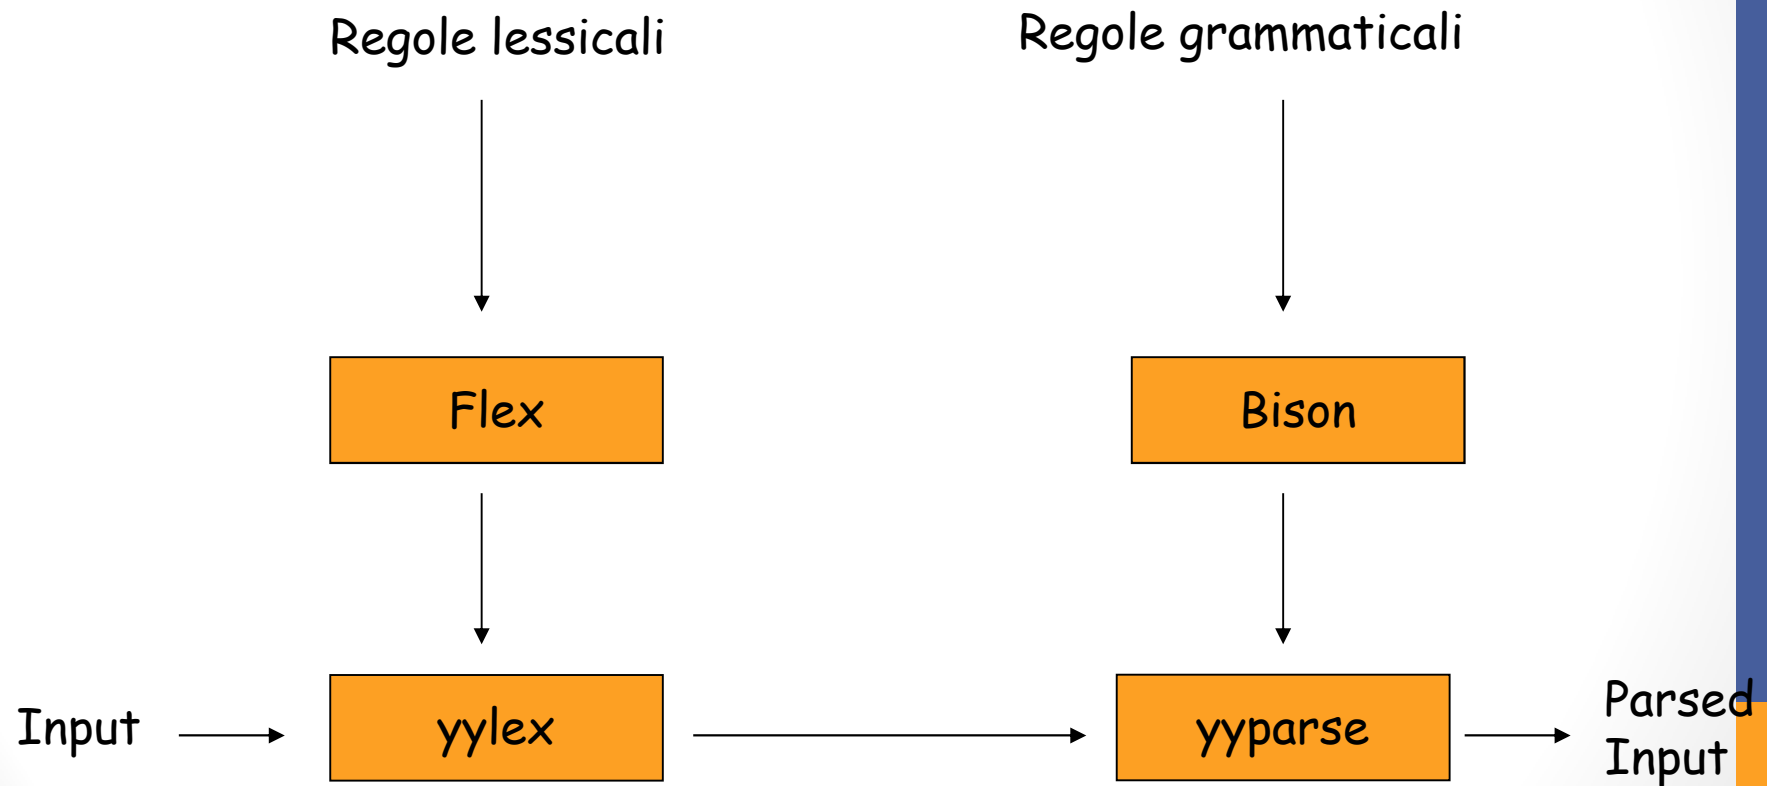 Regole lessicali
Regole grammaticali
Flex
Bison
Input
yylex
yyparse
Parsed
Input